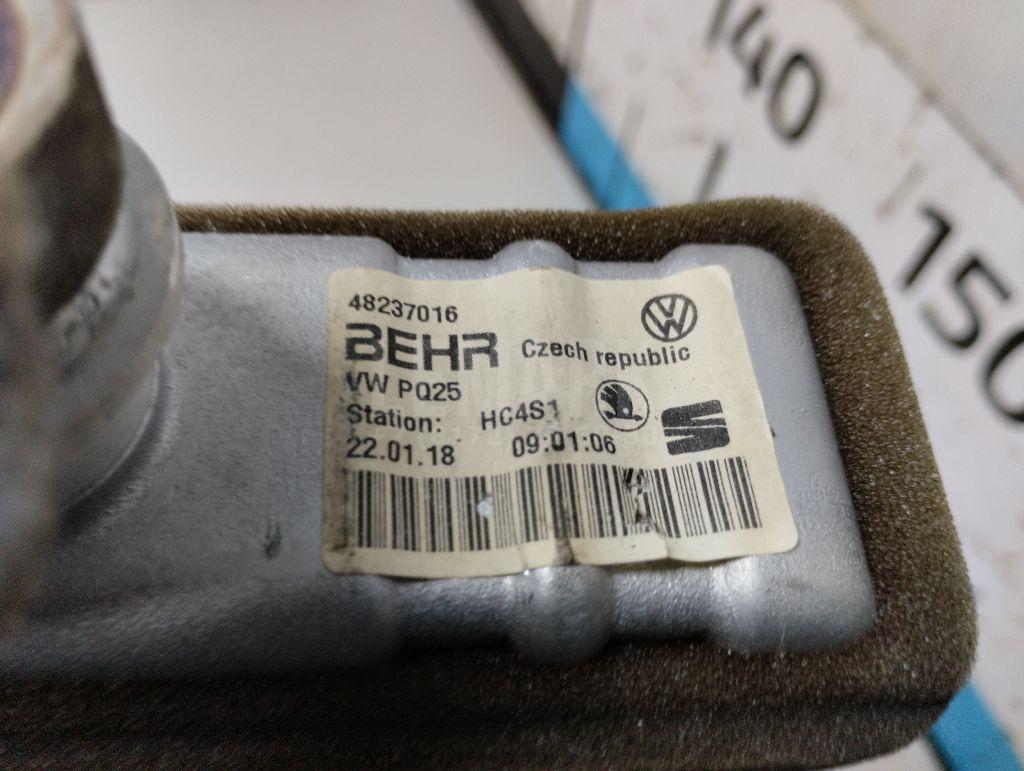 140
150
48237016
BEHR Czech republic
VW PQ25
Station: HC4S1
22.01.18 09:01:06